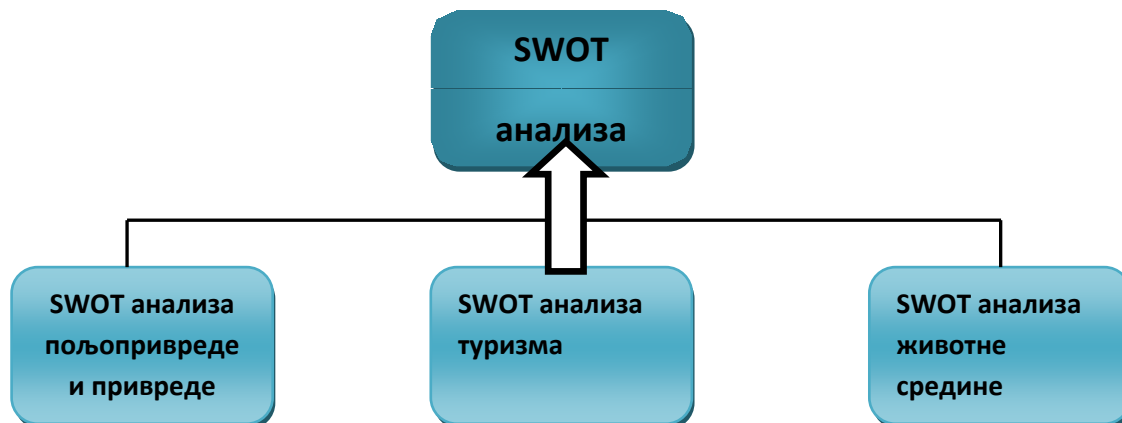 SWOT
анализа
SWOT анализа
пољопривреде
и привреде
SWOT анализа
туризма
SWOT анализа
животне
средине